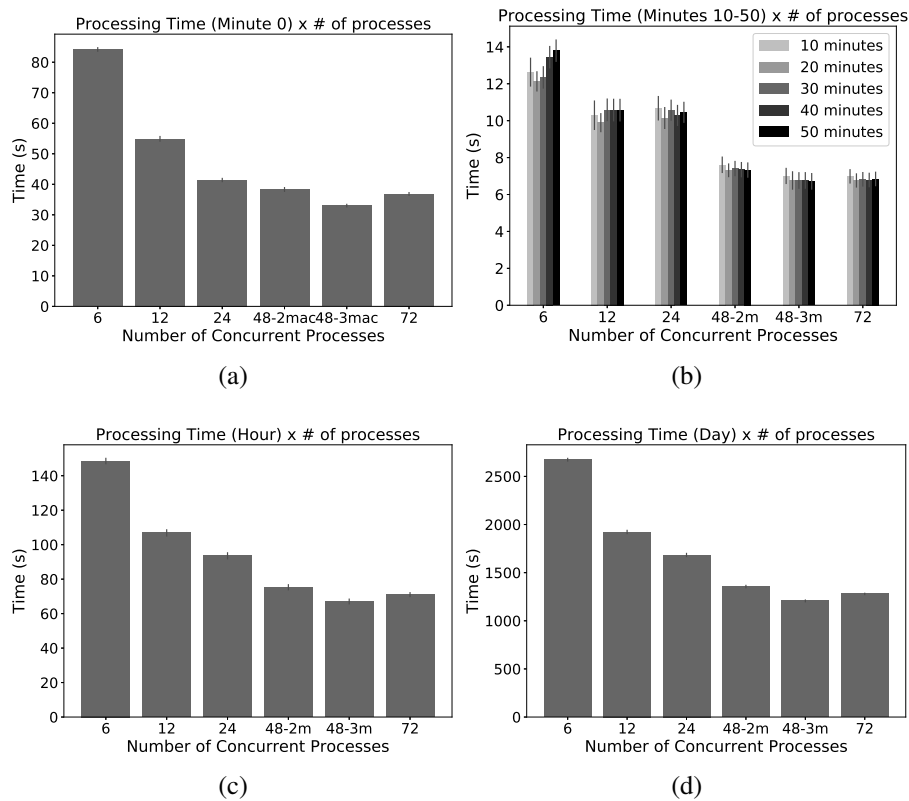 Processing Time (Minute 0) x # of processes
Time (s)
80
70
60
50
40
30
20
10
0
6 12 24 48-2mac48-3mac 72
Number of Concurrent Processes
(a)
Processing Time (Minutes 10-50) x # of processes
Time (s)
14
12
10
8
6
4
2
0
10 minutes
20 minutes
30 minutes
40 minutes
50 minutes
6 12 24 48-2m 48-3m 72
Number of Concurrent Processes
(b)
Processing Time (Hour) x # of processes
Time (s)
140
120
100
80
60
40
20
0
6 12 24 48-2m 48-3m 72
Number of Concurrent Processes
(c)
Processing Time (Day) x # of processes
Time (s)
2500
2000
1500
1000
500
0
6 12 24 48-2m 48-3m 72
Number of Concurrent Processes
(d)